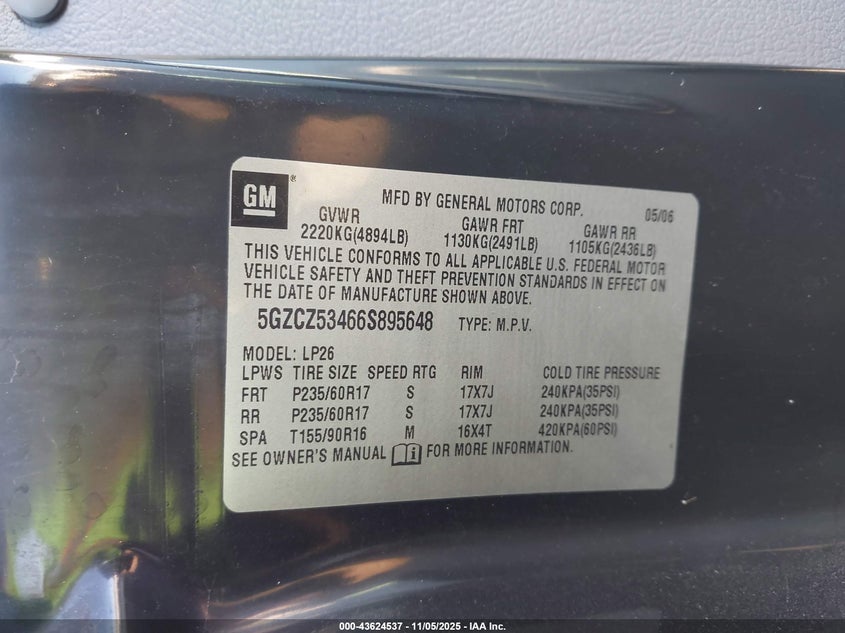 GM ®
MFD BY GENERAL MOTORS CORP. 05/06
GVWR GAWR FRT GAWR RR
2220KG(4894LB) 1130KG(2491LB) 1105KG(2436LB)
THIS VEHICLE CONFORMS TO ALL APPLICABLE U.S. FEDERAL MOTOR
VEHICLE SAFETY AND THEFT PREVENTION STANDARDS IN EFFECT ON
THE DATE OF MANUFACTURE SHOWN ABOVE.
5GZCZ53466S895648 TYPE: M.P.V.
MODEL: LP26
LPWS TIRE SIZE SPEED RTG RIM COLD TIRE PRESSURE
FRT P235/60R17 S 17X7J 240KPA(35PSI)
RR P235/60R17 S 17X7J 240KPA(35PSI)
SPA T155/90R16 M 16X4T 420KPA(60PSI)
SEE OWNER'S MANUAL i FOR MORE INFORMATION.
000-43624537 - 11/05/2025 - IAA Inc.